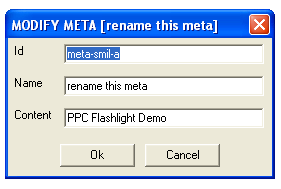 MODIFY META [rename this meta]
Id meta-smil-a
Name rename this meta
Content PPC Flashlight Demo
Ok Cancel